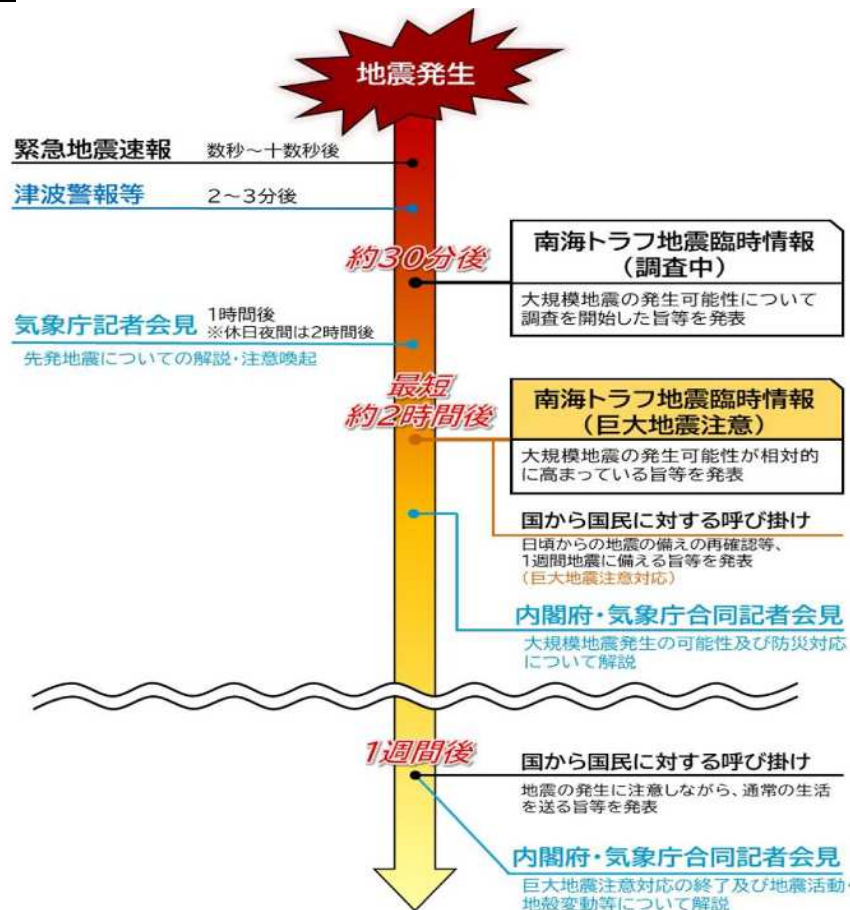 地震発生
緊急地震速報 数秒~十数秒後
津波警報等 2~3分後
約30分後
南海トラフ地震臨時情報
(調査中)
大規模地震の発生可能性について
調査を開始した旨等を発表
気象庁記者会見 1時間後
※休日夜間は2時間後
先発地震についての解説・注意喚起
最短
約2時間後
南海トラフ地震臨時情報
(巨大地震注意)
大規模地震の発生可能性が相対的
に高まっている旨等を発表
国から国民に対する呼び掛け
日頃からの地震の備えの再確認等、
1週間地震に備える旨等を発表
(巨大地震注意対応)
内閣府・気象庁合同記者会見
大規模地震発生の可能性及び防災対応
について解説
1週間後
国から国民に対する呼び掛け
地震の発生に注意しながら、通常の生活
を送る旨等を発表
内閣府・気象庁合同記者会見
巨大地震注意対応の終了及び地震活動・
地殻変動等について解説